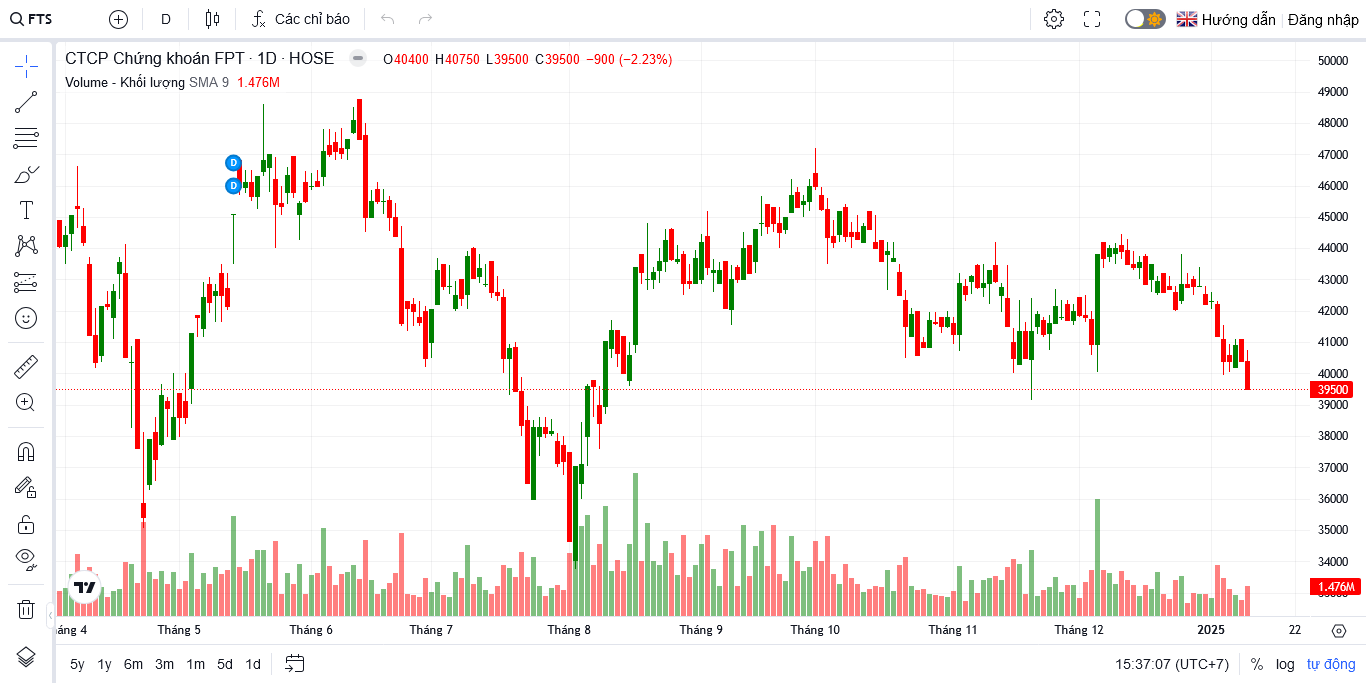 FTS D Các chỉ báo Hướng dẫn Đăng nhập
CTCP Chứng khoán FPT · 1D · HOSE O40400 H40750 L39500 C39500 −900 (−2.23%)
Volume - Khối lượng SMA 9 1.476M
D
D
T
50000
49000
48000
47000
46000
45000
44000
43000
42000
41000
40000
39500
39000
38000
37000
36000
35000
34000
1.476M
áng 4 Tháng 5 Tháng 6 Tháng 7 Tháng 8 Tháng 9 Tháng 10 Tháng 11 Tháng 12 2025 22
5y 1y 6m 3m 1m 5d 1d 15:37:07 (UTC+7) % log tự động